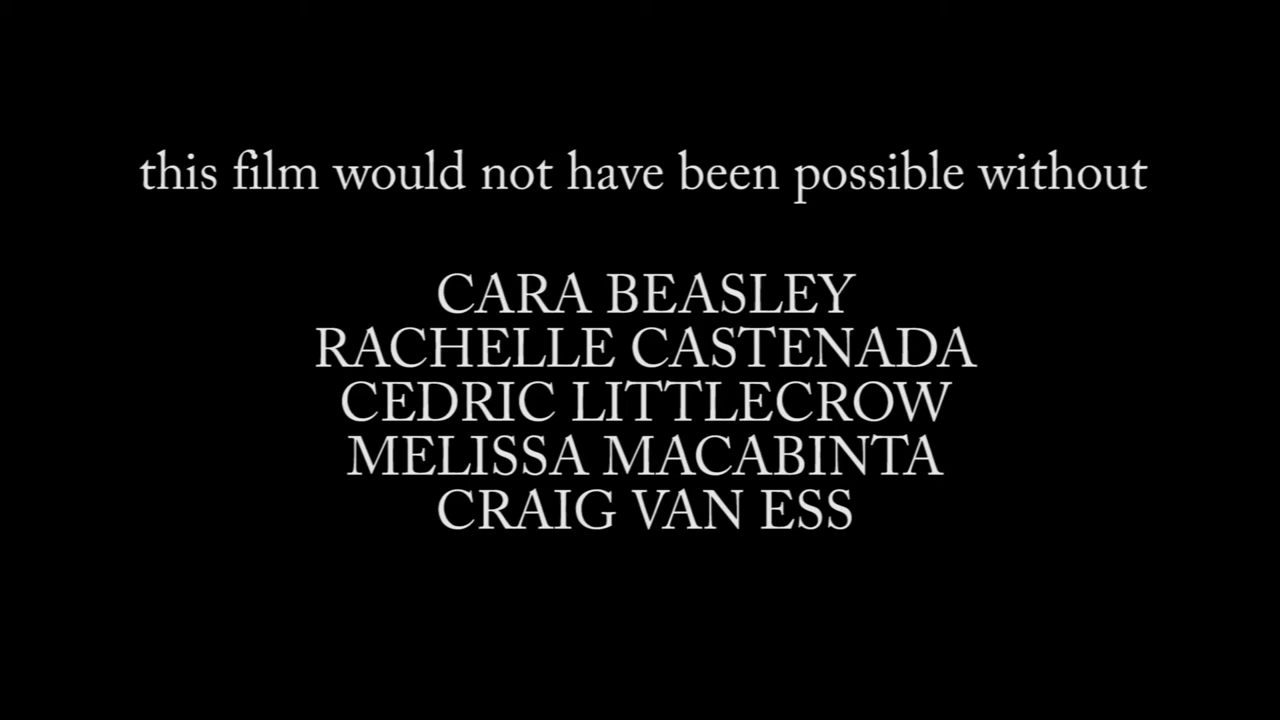 this film would not have been possible without
CARA BEASLEY
RACHELLE CASTENADA
CEDRIC LITTLECROW
MELISSA MACABINTA
CRAIG VAN ESS